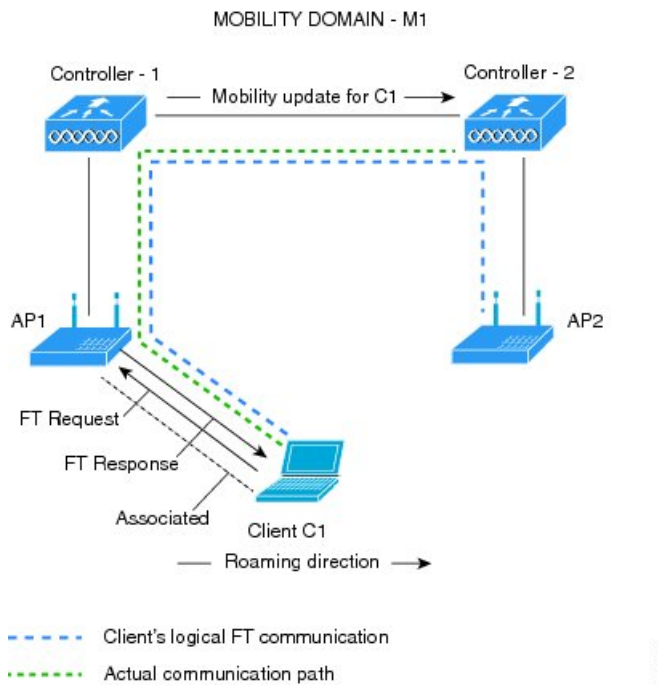 MOBILITY DOMAIN - M1
Controller - 1
Controller - 2
Mobility update for C1
AP1
AP2
FT Request
FT Response
Associated
Client C1
Roaming direction
Client's logical FT communication
Actual communication path